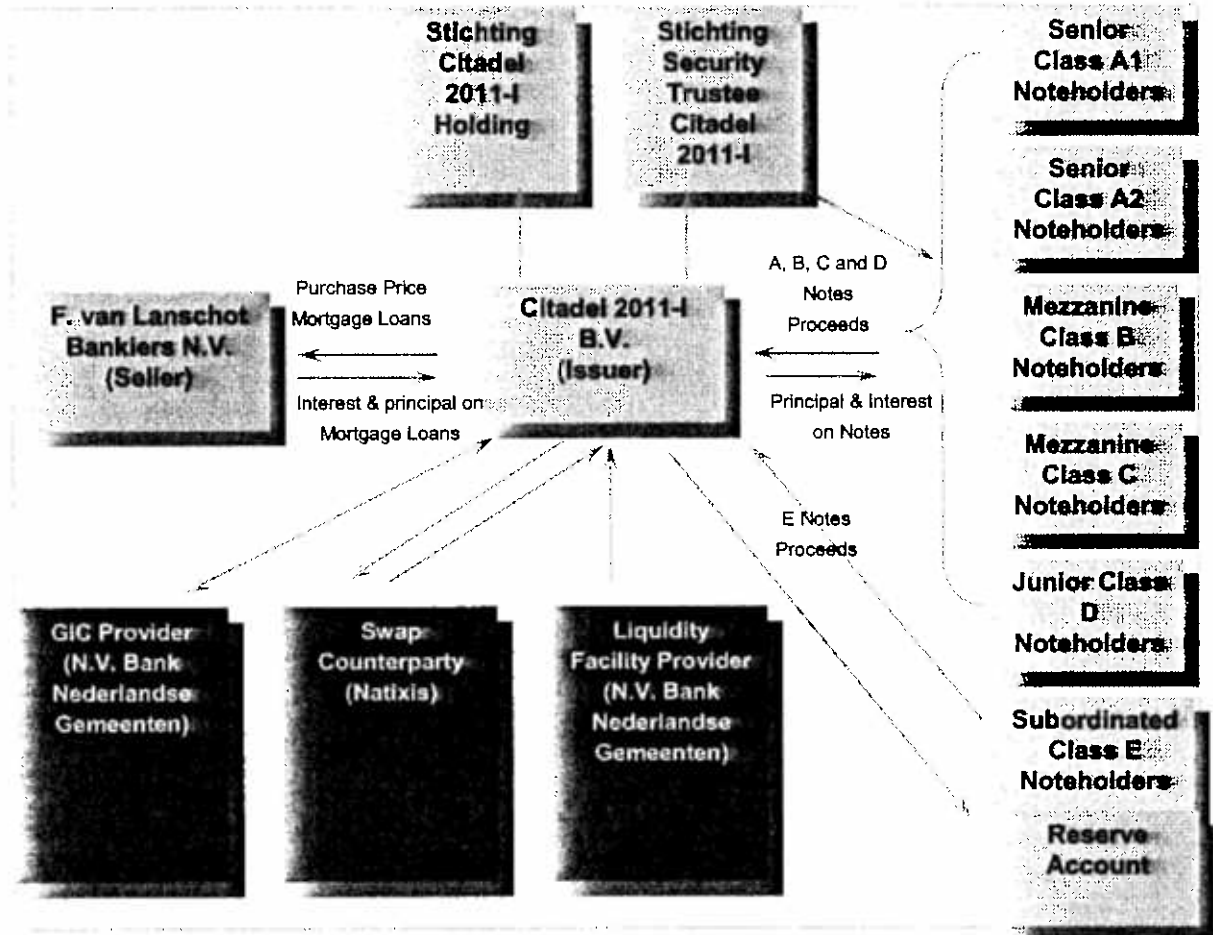 Stichting
Citadel
2011-I
Holding
Stichting
Security
Trustee
Citadel
2011-I
Senior
Class A1
Noteholders
Senior
Class A2
Noteholders
Mezzanine
Class B
Noteholders
Mezzanine
Class C
Noteholders
Junior Class
D
Noteholders
Subordinated
Class E
Noteholders
Reserve
Account
F. van Lanschot
Bankiers N.V.
(Seller)
Purchase Price
Mortgage Loans
Interest & principal on
Mortgage Loans
Citadel 2011-I
B.V.
(Issuer)
A, B, C and D
Notes
Proceeds
Principal & Interest
on Notes
E Notes
Proceeds
GIC Provider
(N.V. Bank
Nederlandse
Gemeenten)
Swap
Counterparty
(Natixis)
Liquidity
Facility Provider
(N.V. Bank
Nederlandse
Gemeenten)